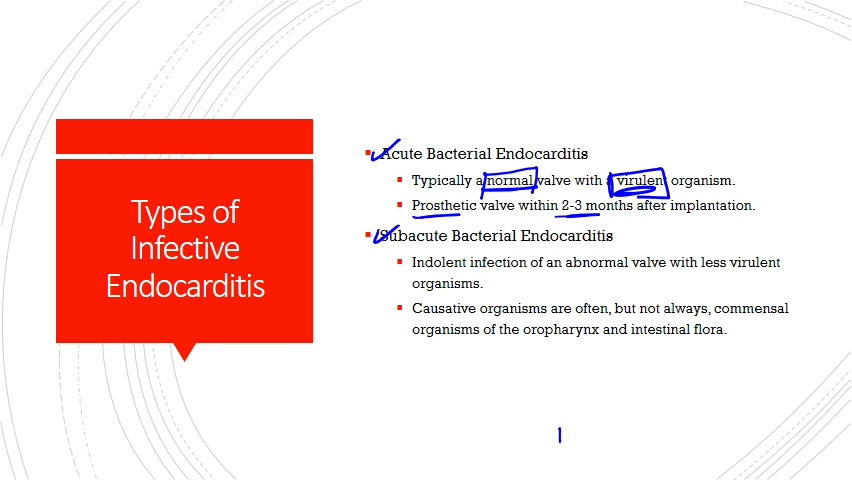 Types of
Infective
Endocarditis
Acute Bacterial Endocarditis
Typically a normal valve with a virulent organism.
Prosthetic valve within 2-3 months after implantation.
Subacute Bacterial Endocarditis
Indolent infection of an abnormal valve with less virulent
organisms.
Causative organisms are often, but not always, commensal
organisms of the oropharynx and intestinal flora.